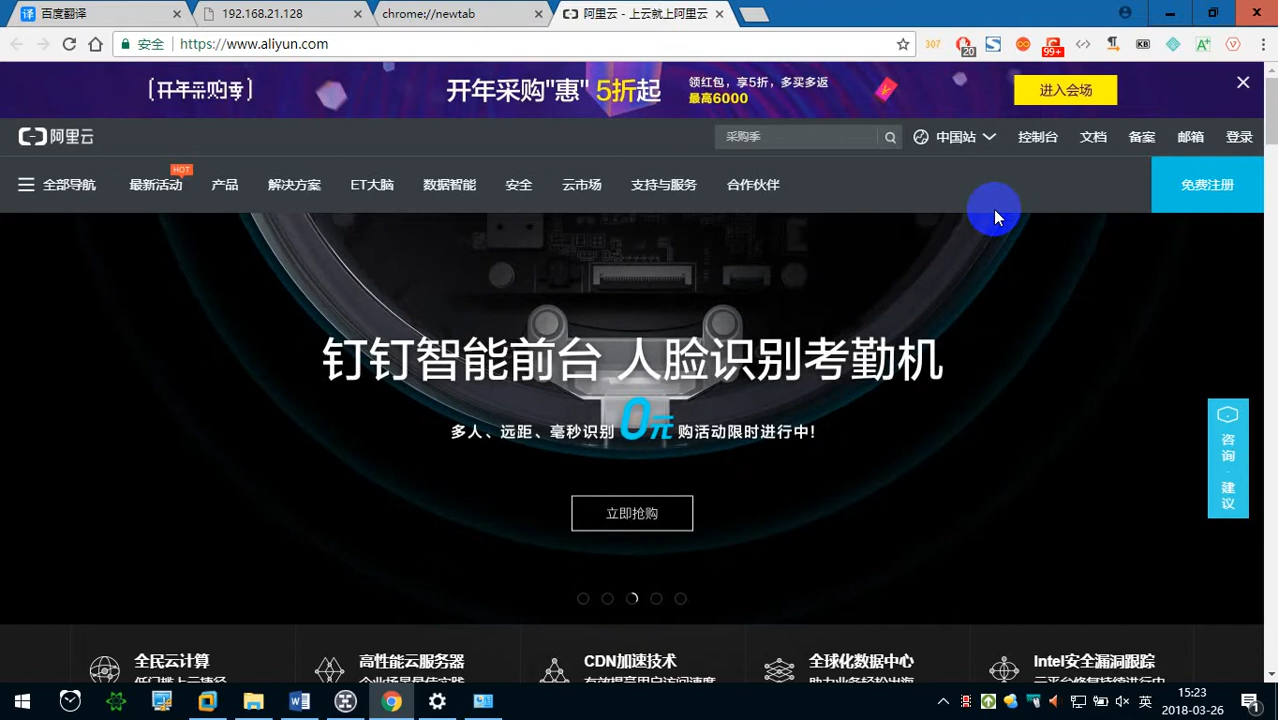 百度翻译
192.168.21.128
chrome://newtab
阿里云 - 上云就上阿里云
安全 https://www.aliyun.com
307
20
99+
KB
A+
开年采购季
开年采购"惠" 5折起
领红包，享5折，多买多返
最高6000
进入会场
阿里云
采购季
中国站
控制台
文档
备案
邮箱
登录
全部导航
最新活动
HOT
产品
解决方案
ET大脑
数据智能
安全
云市场
支持与服务
合作伙伴
免费注册
钉钉智能前台 人脸识别考勤机
多人、远距、毫秒识别 0元 购活动限时进行中!
立即抢购
咨询·建议
全民云计算
高性能云服务器
CDN加速技术
全球化数据中心
Intel安全漏洞跟踪
英
15:23
2018-03-26
1